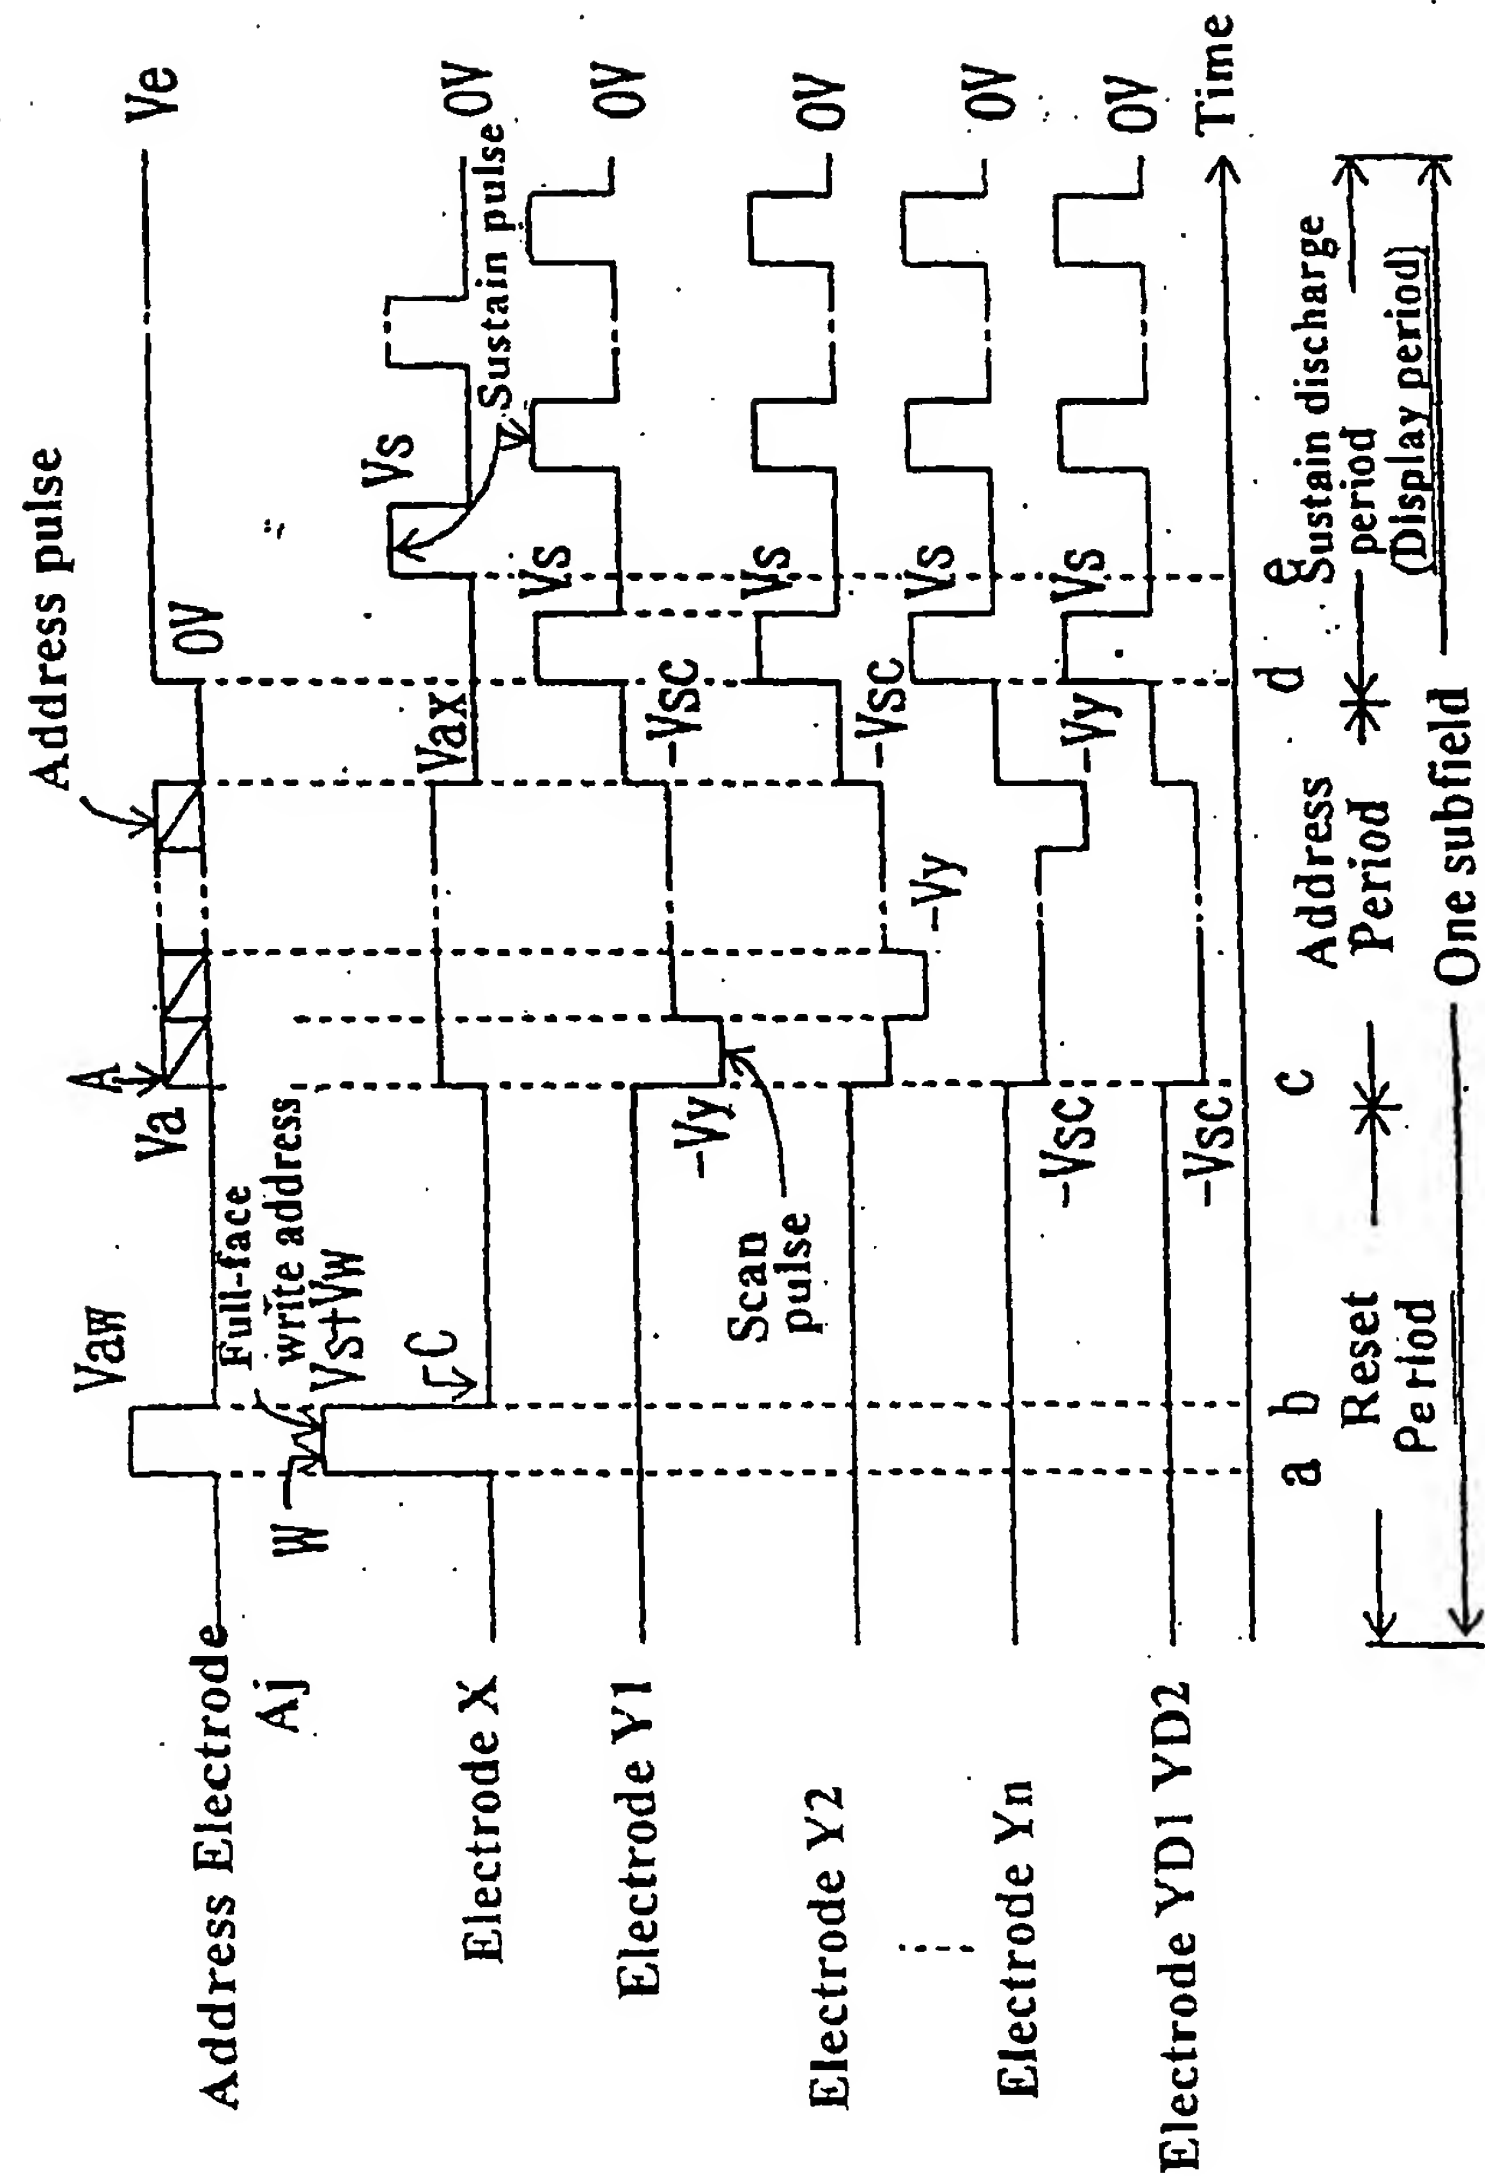 Address Electrode
Aj
Vaw
Va
A
Address pulse
0V
Ve
Full-face
write address
W
Vs+Vw
C
Electrode X
Vax
Vs
Sustain pulse
0V
Electrode Y1
-Vy
Scan
pulse
-Vsc
Vs
0V
Electrode Y2
-Vy
-Vsc
Vs
0V
Electrode Yn
-Vsc
-Vy
Vs
0V
Electrode YD1 YD2
-Vsc
Vs
0V
Time
a
b
c
d
e
Reset
Period
Address
Period
Sustain discharge
period
(Display period)
One subfield